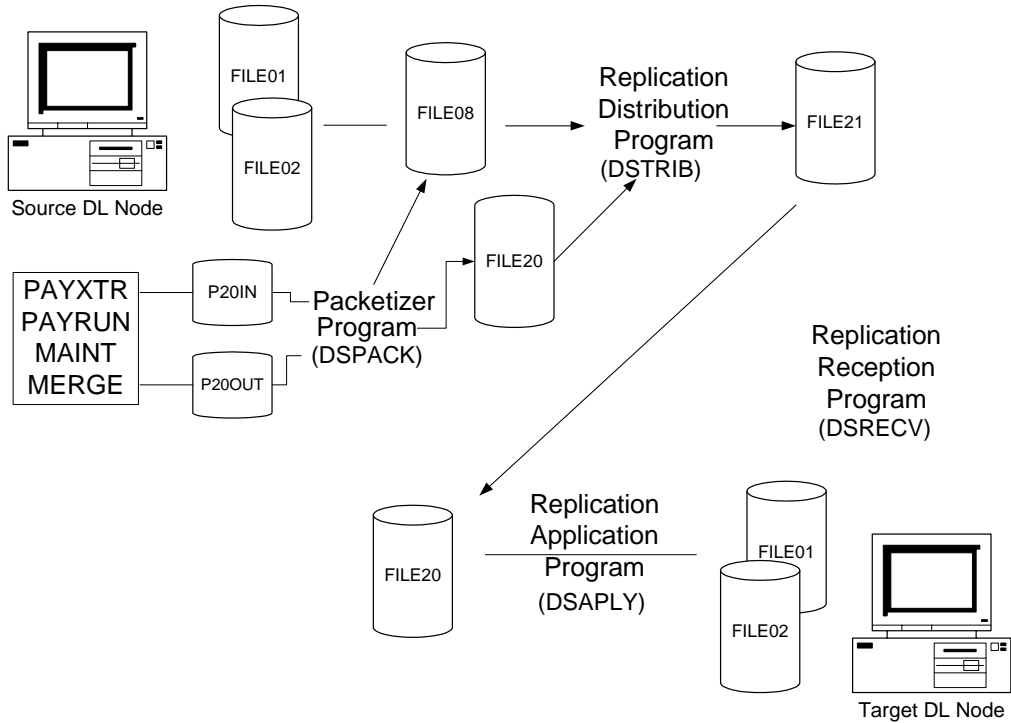 FILE01
FILE02
FILE08
Replication
Distribution
Program
(DSTRIB)
FILE21
Source DL Node
PAYXTR
PAYRUN
MAINT
MERGE
P20IN
P20OUT
Packetizer
Program
(DSPACK)
FILE20
Replication
Reception
Program
(DSRECV)
FILE20
Replication
Application
Program
(DSAPLY)
FILE01
FILE02
Target DL Node